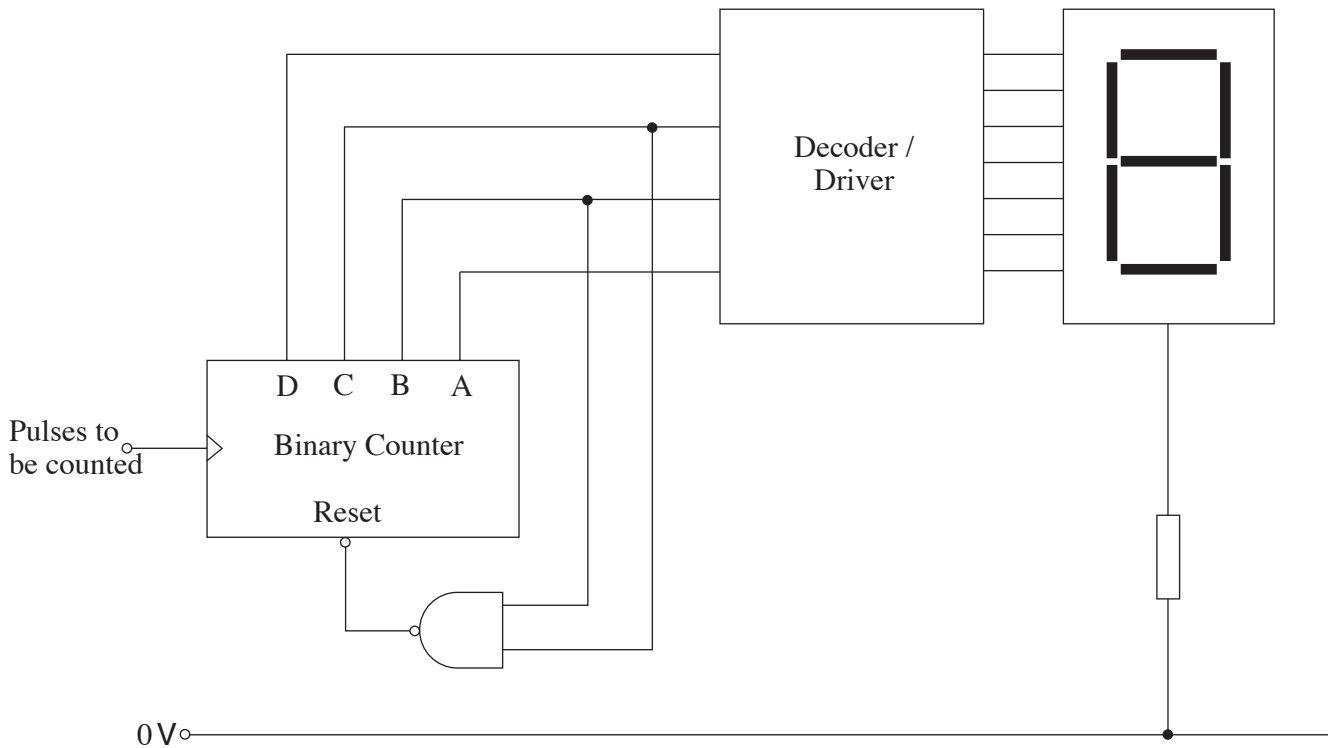 Decoder /
Driver
D C B A
Pulses to
be counted
Binary Counter
Reset
0 V